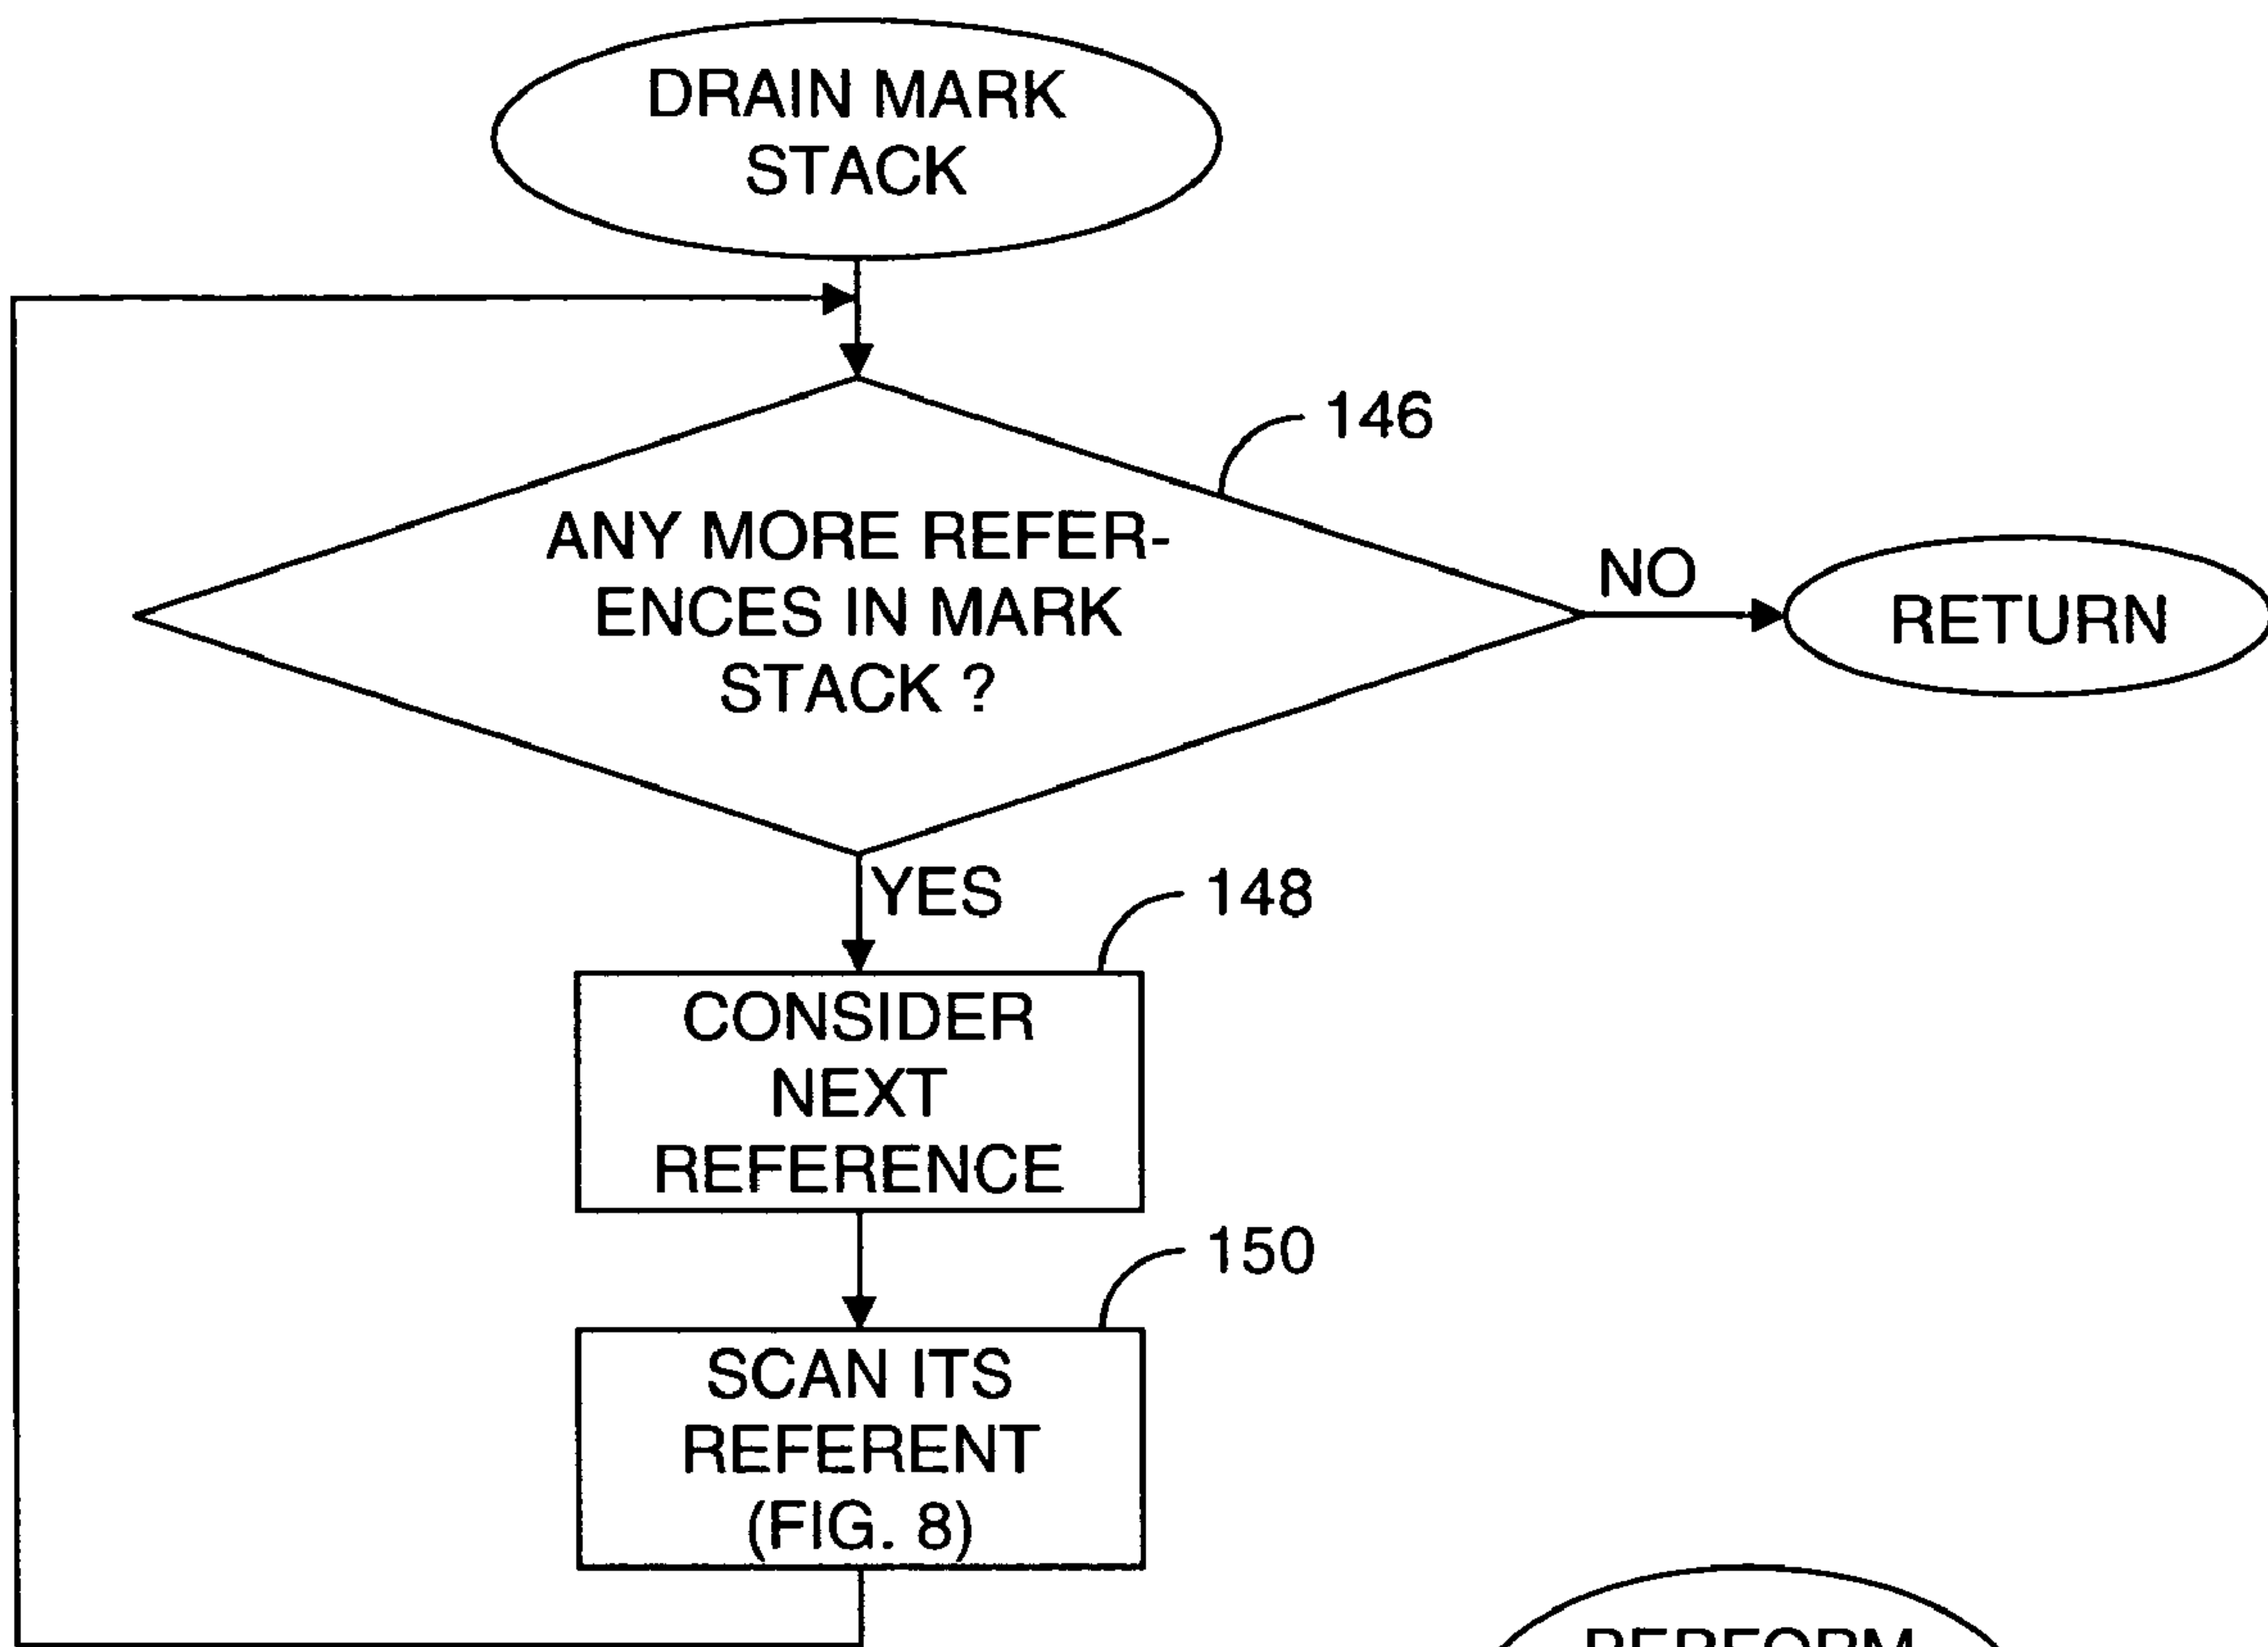 DRAIN MARK
STACK
146
ANY MORE REFER-
ENCES IN MARK
STACK ?
NO
RETURN
YES
148
CONSIDER
NEXT
REFERENCE
150
SCAN ITS
REFERENT
(FIG. 8)
PERFORM